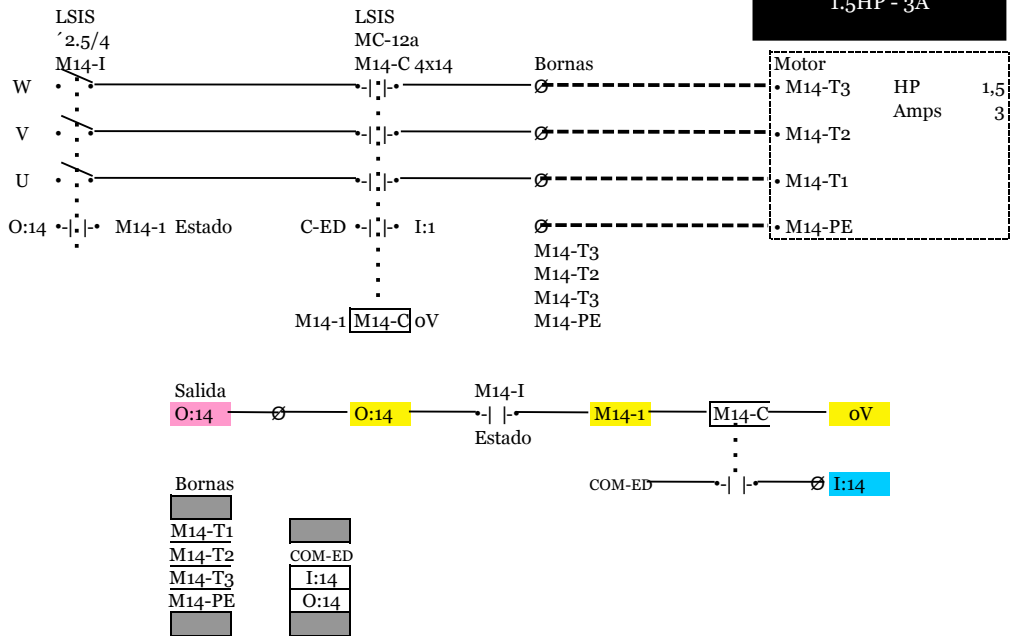 1.5HP - 3A
LSIS LSIS
´2.5/4 MC-12a
M14-I M14-C 4x14 Bornas Motor
W Ø M14-T3 HP 1,5
Amps 3
V Ø M14-T2
U Ø M14-T1
O:14 M14-1 Estado C-ED I:1 Ø M14-PE
M14-T3
M14-T2
M14-T3
M14-PE
M14-1 M14-C 0V
Salida M14-I
O:14 Ø O:14 M14-1 M14-C 0V
Estado
COM-ED Ø I:14
Bornas
M14-T1
M14-T2 COM-ED
M14-T3 I:14
M14-PE O:14